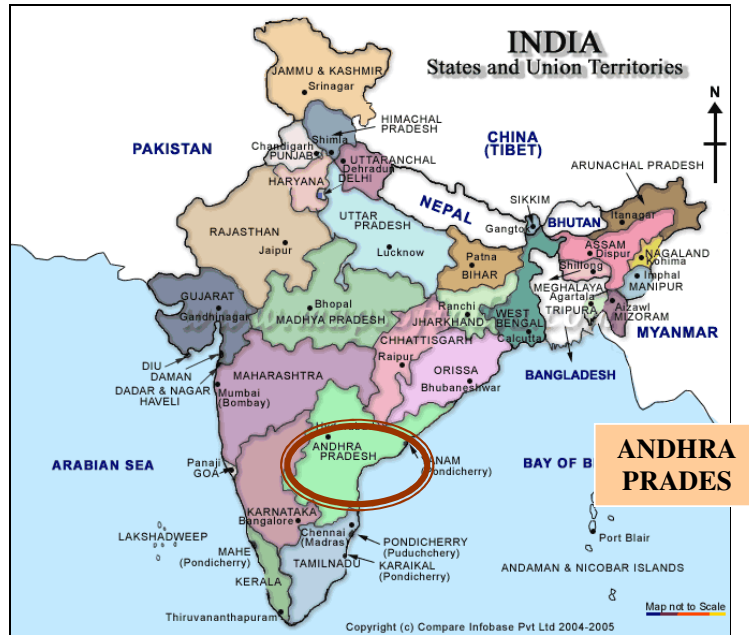 INDIA
States and Union Territories
N
JAMMU & KASHMIR
Srinagar
HIMACHAL
PRADESH
Shimla
Chandigarh
PUNJAB
PAKISTAN
CHINA
(TIBET)
UTTARANCHAL
Dehradun
HARYANA
DELHI
ARUNACHAL PRADESH
NEPAL
SIKKIM
Gangtok
BHUTAN
Itanagar
RAJASTHAN
Jaipur
UTTAR
PRADESH
Lucknow
ASSAM
Dispur
NAGALAND
Kohima
Patna
BIHAR
Shillong
MEGHALAYA
Imphal
MANIPUR
Agartala
TRIPURA
Aizawl
MIZORAM
GUJARAT
Gandhinagar
Bhopal
MADHYA PRADESH
Ranchi
JHARKHAND
WEST
BENGAL
Calcutta
MYANMAR
CHHATTISGARH
Raipur
DIU
DAMAN
DADAR & NAGAR
HAVELI
MAHARASHTRA
Mumbai
(Bombay)
ORISSA
Bhubaneshwar
BANGLADESH
ANDHRA
PRADESH
ANAM
(Pondicherry)
ARABIAN SEA
BAY OF B
ANDHRA
PRADES
Panaji
GOA
KARNATAKA
Bangalore
Chennai
(Madras)
LAKSHADWEEP
MAHE
(Pondicherry)
PONDICHERRY
(Puduchchery)
KARAIKAL
(Pondicherry)
TAMILNADU
KERALA
Thiruvananthapuram
Port Blair
ANDAMAN & NICOBAR ISLANDS
Map not to Scale
Copyright (c) Compare Infobase Pvt Ltd 2004-2005